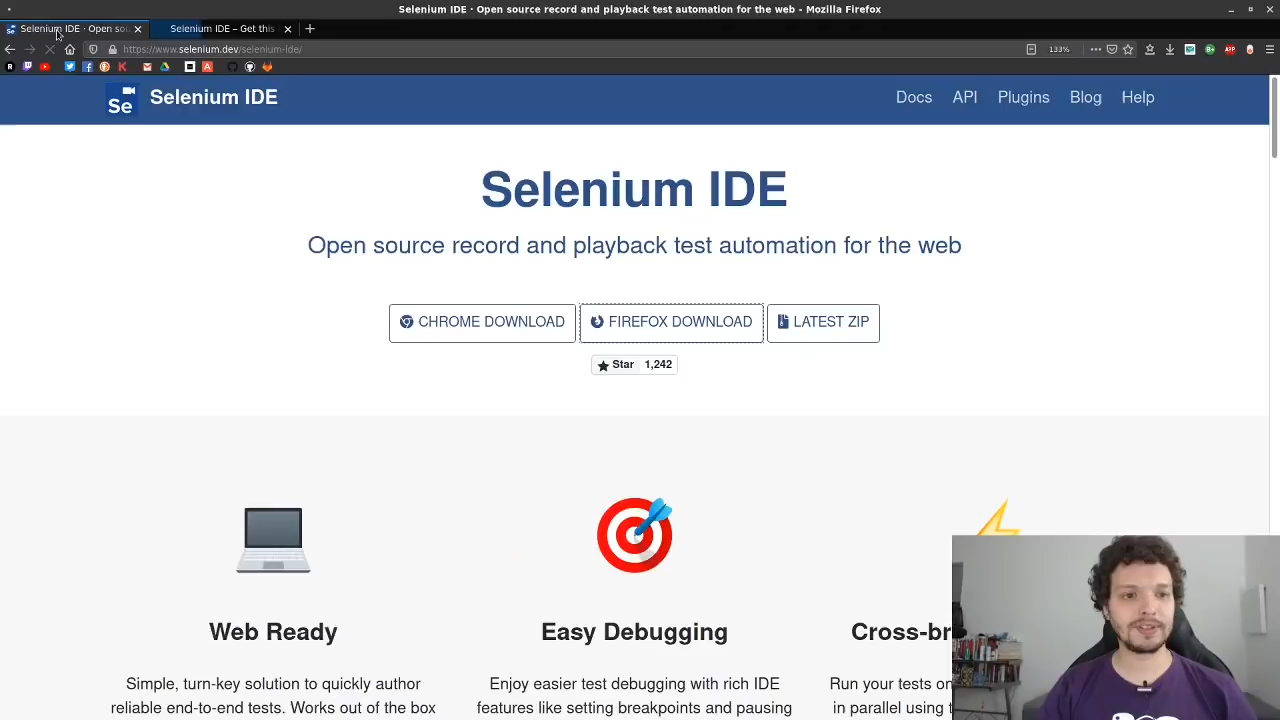 Selenium IDE · Open source record and playback test automation for the web - Mozilla Firefox
Selenium IDE · Open sou
Selenium IDE – Get this
https://www.selenium.dev/selenium-ide/
133%
Se
Selenium IDE
Docs
API
Plugins
Blog
Help
Selenium IDE
Open source record and playback test automation for the web
CHROME DOWNLOAD
FIREFOX DOWNLOAD
LATEST ZIP
Star 1,242
Web Ready
Easy Debugging
Cross-br
Simple, turn-key solution to quickly author
reliable end-to-end tests. Works out of the box
Enjoy easier test debugging with rich IDE
features like setting breakpoints and pausing
Run your tests on
in parallel using t